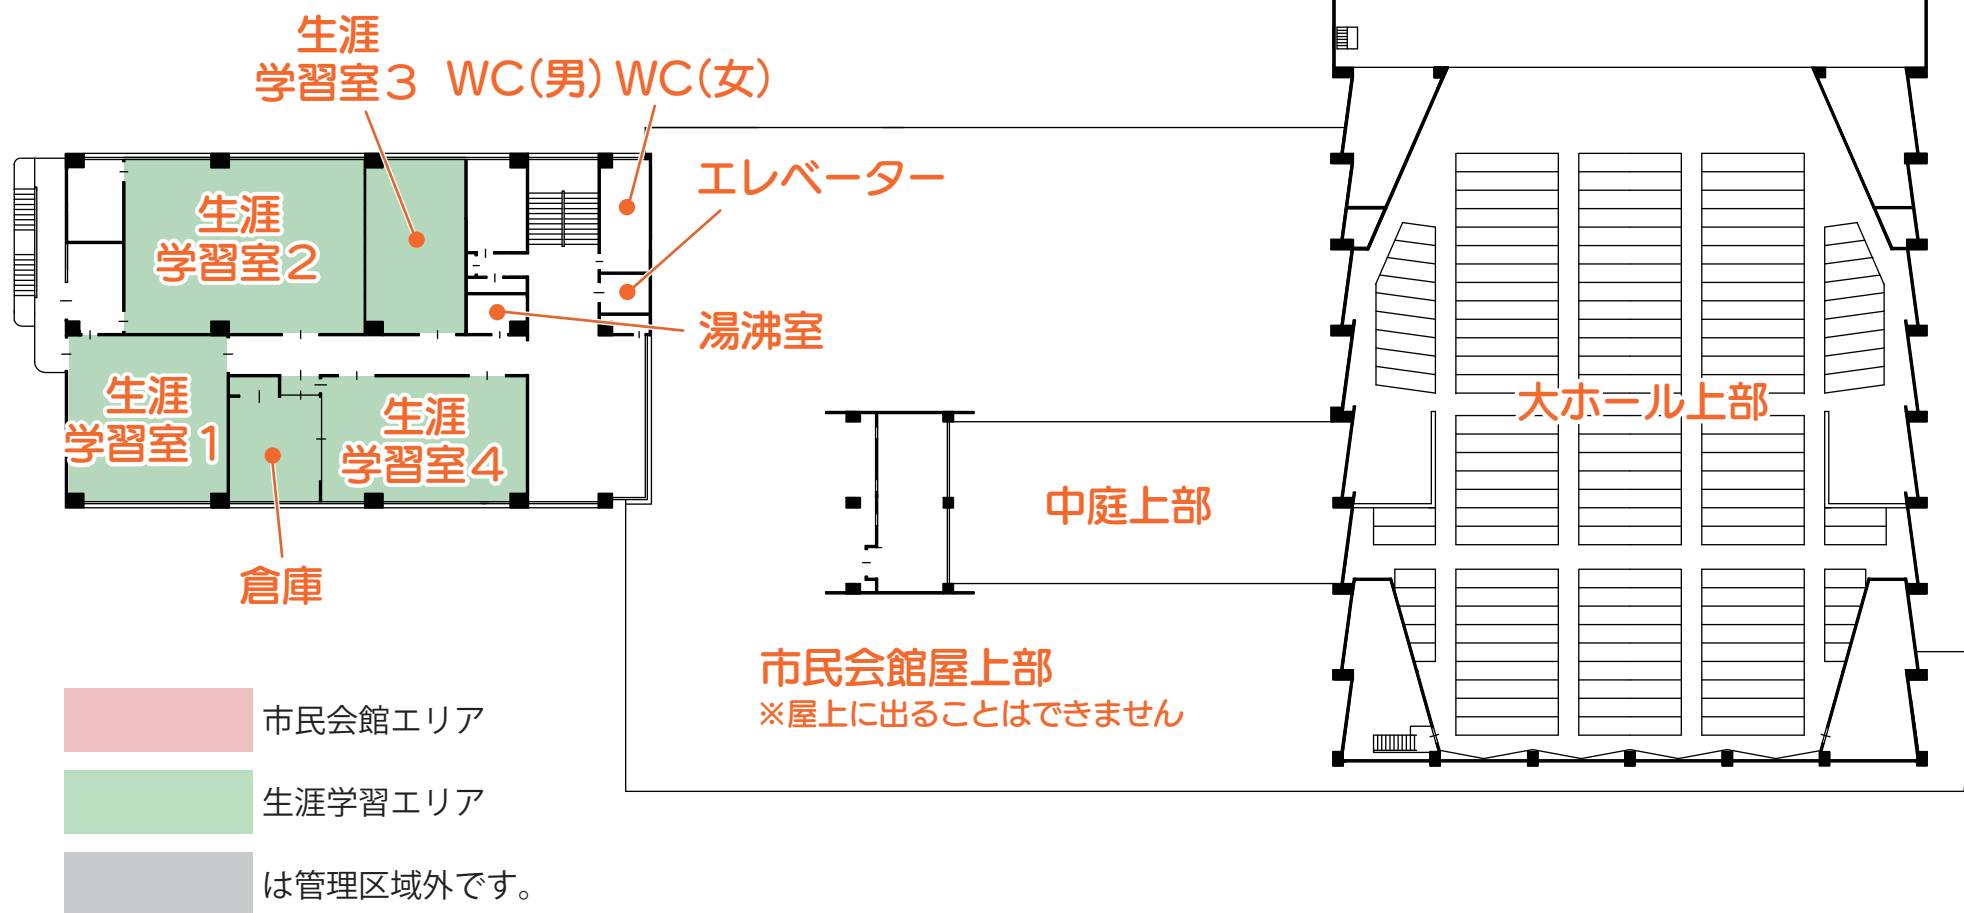 生涯
学習室3
WC(男)
WC(女)
エレベーター
生涯
学習室2
湯沸室
生涯
学習室1
生涯
学習室4
大ホール上部
中庭上部
倉庫
市民会館屋上部
※屋上に出ることはできません
市民会館エリア
生涯学習エリア
は管理区域外です。